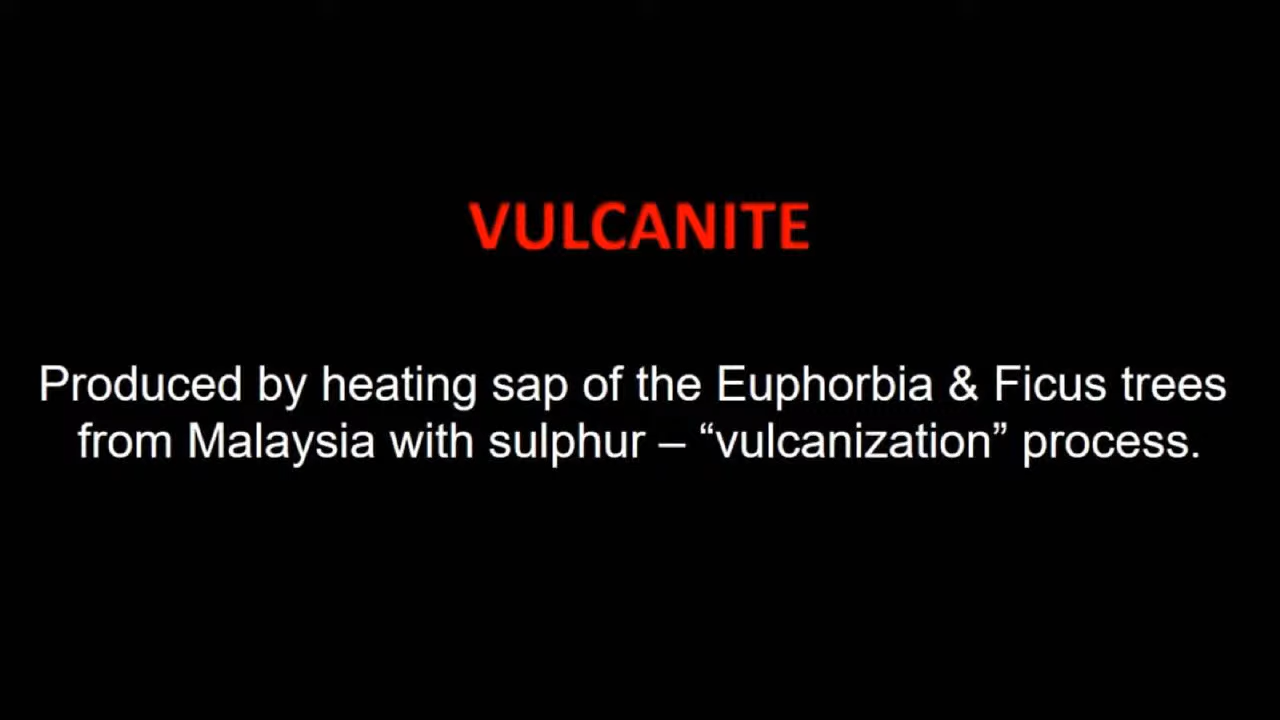 VULCANITE
Produced by heating sap of the Euphorbia & Ficus trees
from Malaysia with sulphur – “vulcanization” process.